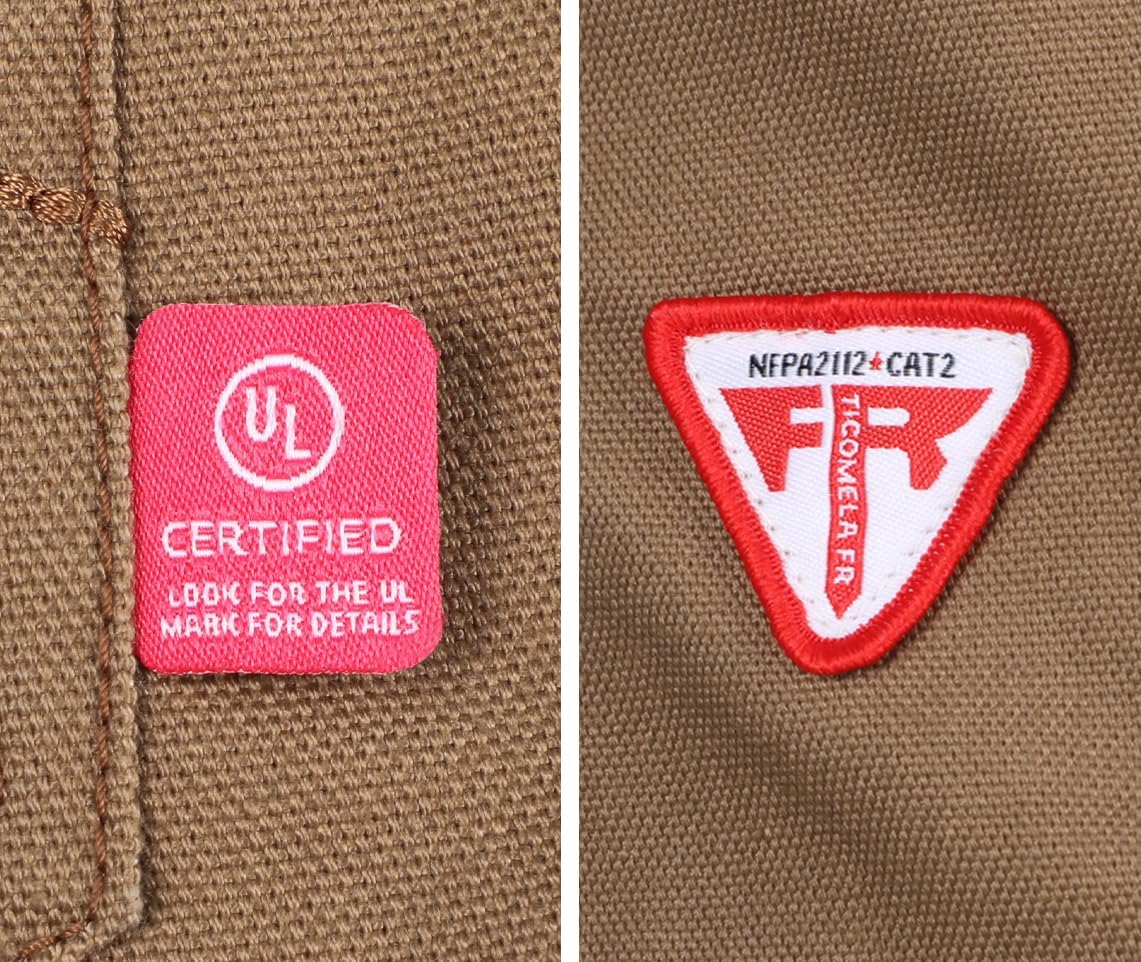 UL
CERTIFIED
LOOK FOR THE UL
MARK FOR DETAILS
NFPA2112★CAT2
FR
TICOMELA FR